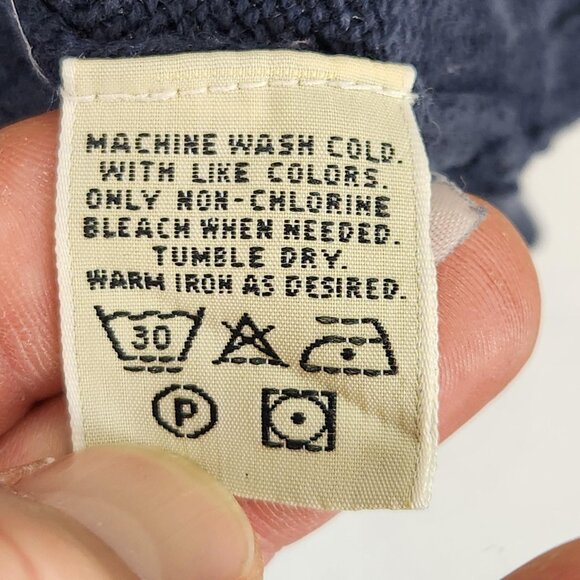 MACHINE WASH COLD.
WITH LIKE COLORS.
ONLY NON-CHLORINE
BLEACH WHEN NEEDED.
TUMBLE DRY.
WARM IRON AS DESIRED.
30
P